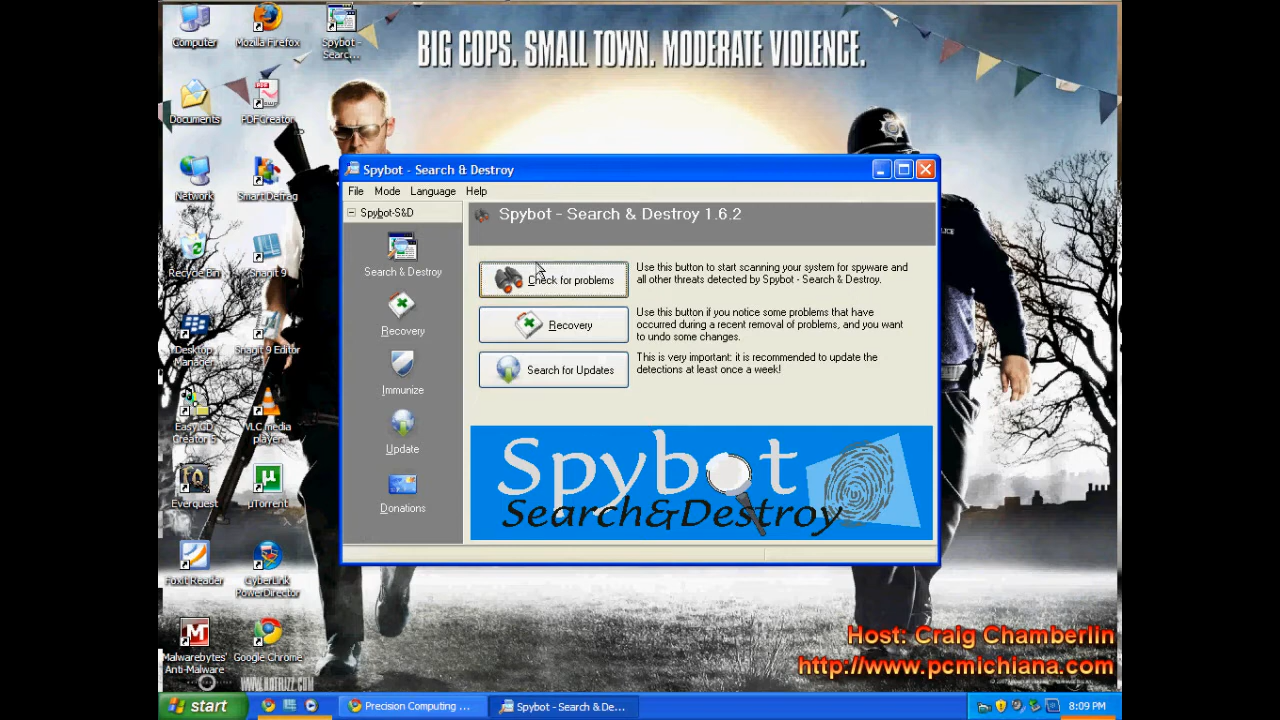 Computer
Mozilla Firefox
Spybot -
Searc...
BIG COPS. SMALL TOWN. MODERATE VIOLENCE.
Documents
PDFCreator
Network
Smart Defrag
Recycle Bin
SnagIt 9
Desktop
Manager
SnagIt 9 Editor
Easy CD
Creator 5
VLC media
player
Everquest
µTorrent
Foxit Reader
CyberLink
PowerDirector
Malwarebytes'
Anti-Malware
Google Chrome
Spybot - Search & Destroy
File Mode Language Help
Spybot-S&D
Search & Destroy
Recovery
Immunize
Update
Donations
Spybot - Search & Destroy 1.6.2
Check for problems
Use this button to start scanning your system for spyware and
all other threats detected by Spybot - Search & Destroy.
Recovery
Use this button if you notice some problems that have
occurred during a recent removal of problems, and you want
to undo some changes.
Search for Updates
This is very important: it is recommended to update the
detections at least once a week!
Spybot
Search&Destroy
Host: Craig Chamberlin
http://www.pcmichiana.com
start
Precision Computing ...
Spybot - Search & De...
8:09 PM